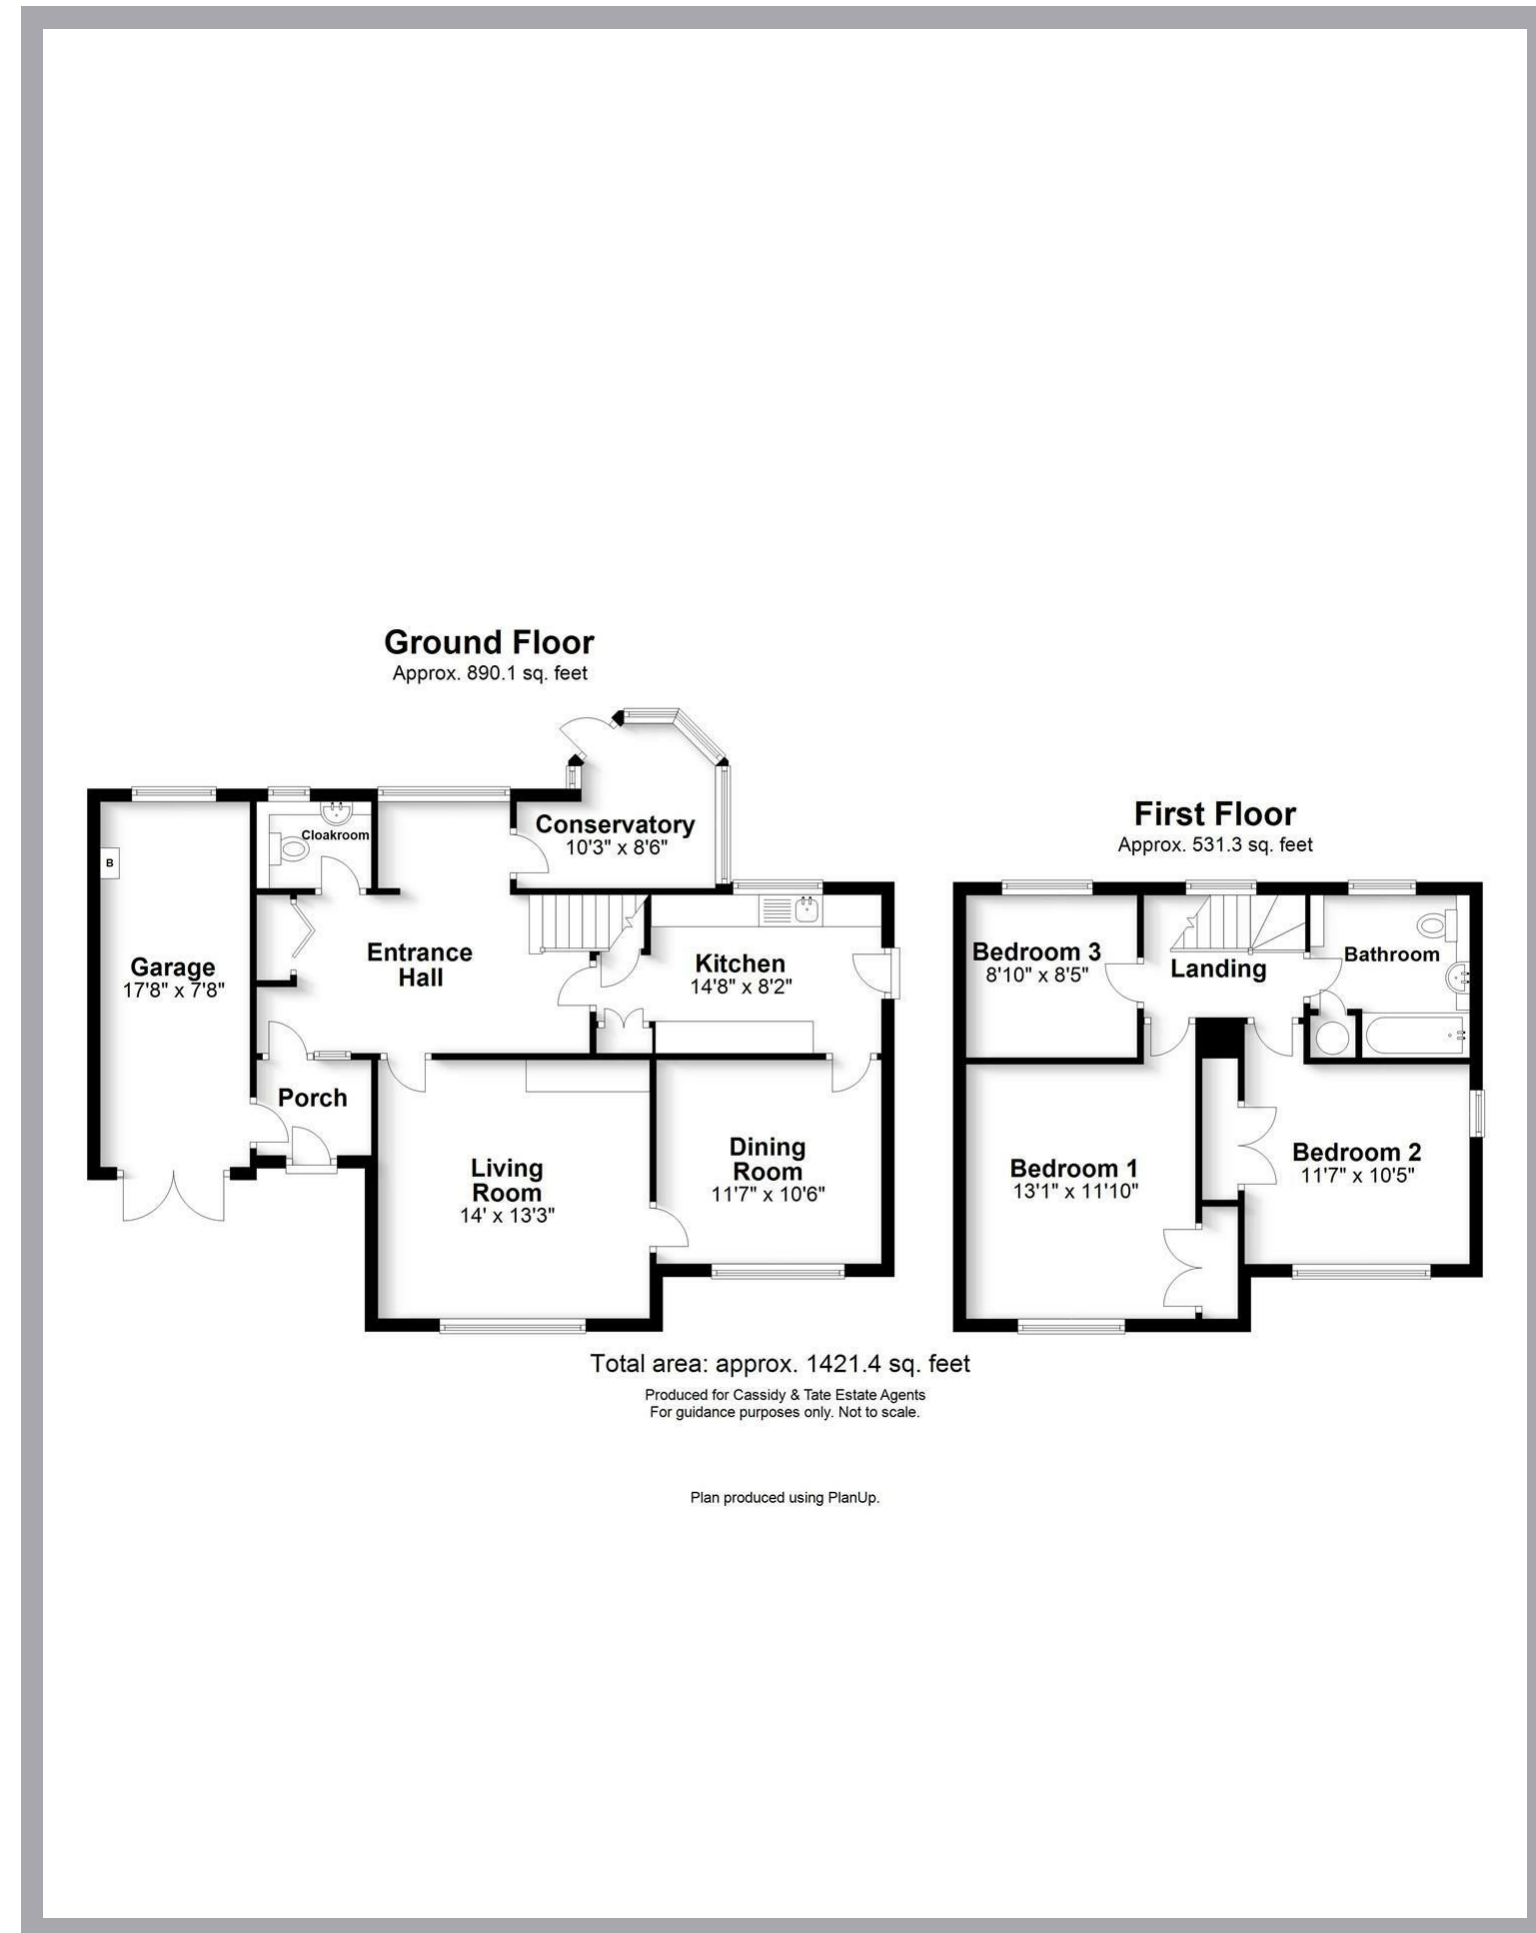 Ground Floor
Approx. 890.1 sq. feet
Conservatory
10'3" x 8'6"
Cloakroom
B
Garage
17'8" x 7'8"
Entrance
Hall
Kitchen
14'8" x 8'2"
Porch
Living
Room
14' x 13'3"
Dining
Room
11'7" x 10'6"
First Floor
Approx. 531.3 sq. feet
Bedroom 3
8'10" x 8'5"
Landing
Bathroom
Bedroom 1
13'1" x 11'10"
Bedroom 2
11'7" x 10'5"
Total area: approx. 1421.4 sq. feet
Produced for Cassidy & Tate Estate Agents
For guidance purposes only. Not to scale.
Plan produced using PlanUp.